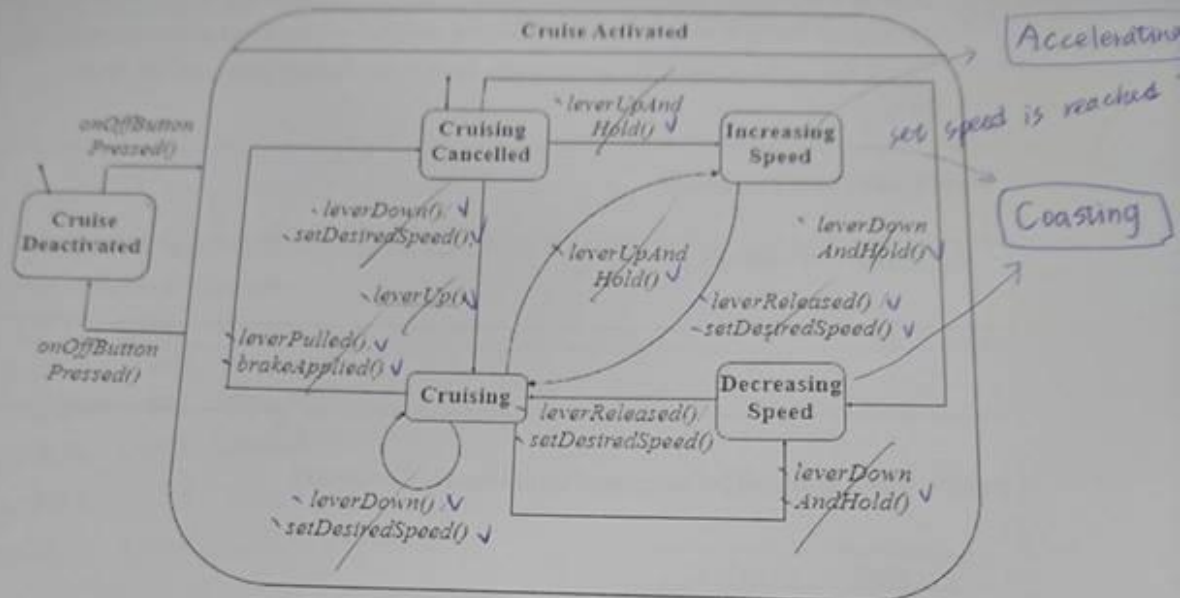 Cruise Activated
Accelerating
set speed is reached
onOffButton
Pressed()
Cruising
Cancelled
leverUpAnd
Hold()
Increasing
Speed
Cruise
Deactivated
leverDown()
setDesiredSpeed()
leverUpAnd
Hold()
leverDown
AndHold()
Coasting
leverUp()
leverReleased()
setDesiredSpeed()
leverPulled()
brakeApplied()
onOffButton
Pressed()
Cruising
leverReleased()
setDesiredSpeed()
Decreasing
Speed
leverDown()
setDesiredSpeed()
leverDown
AndHold()